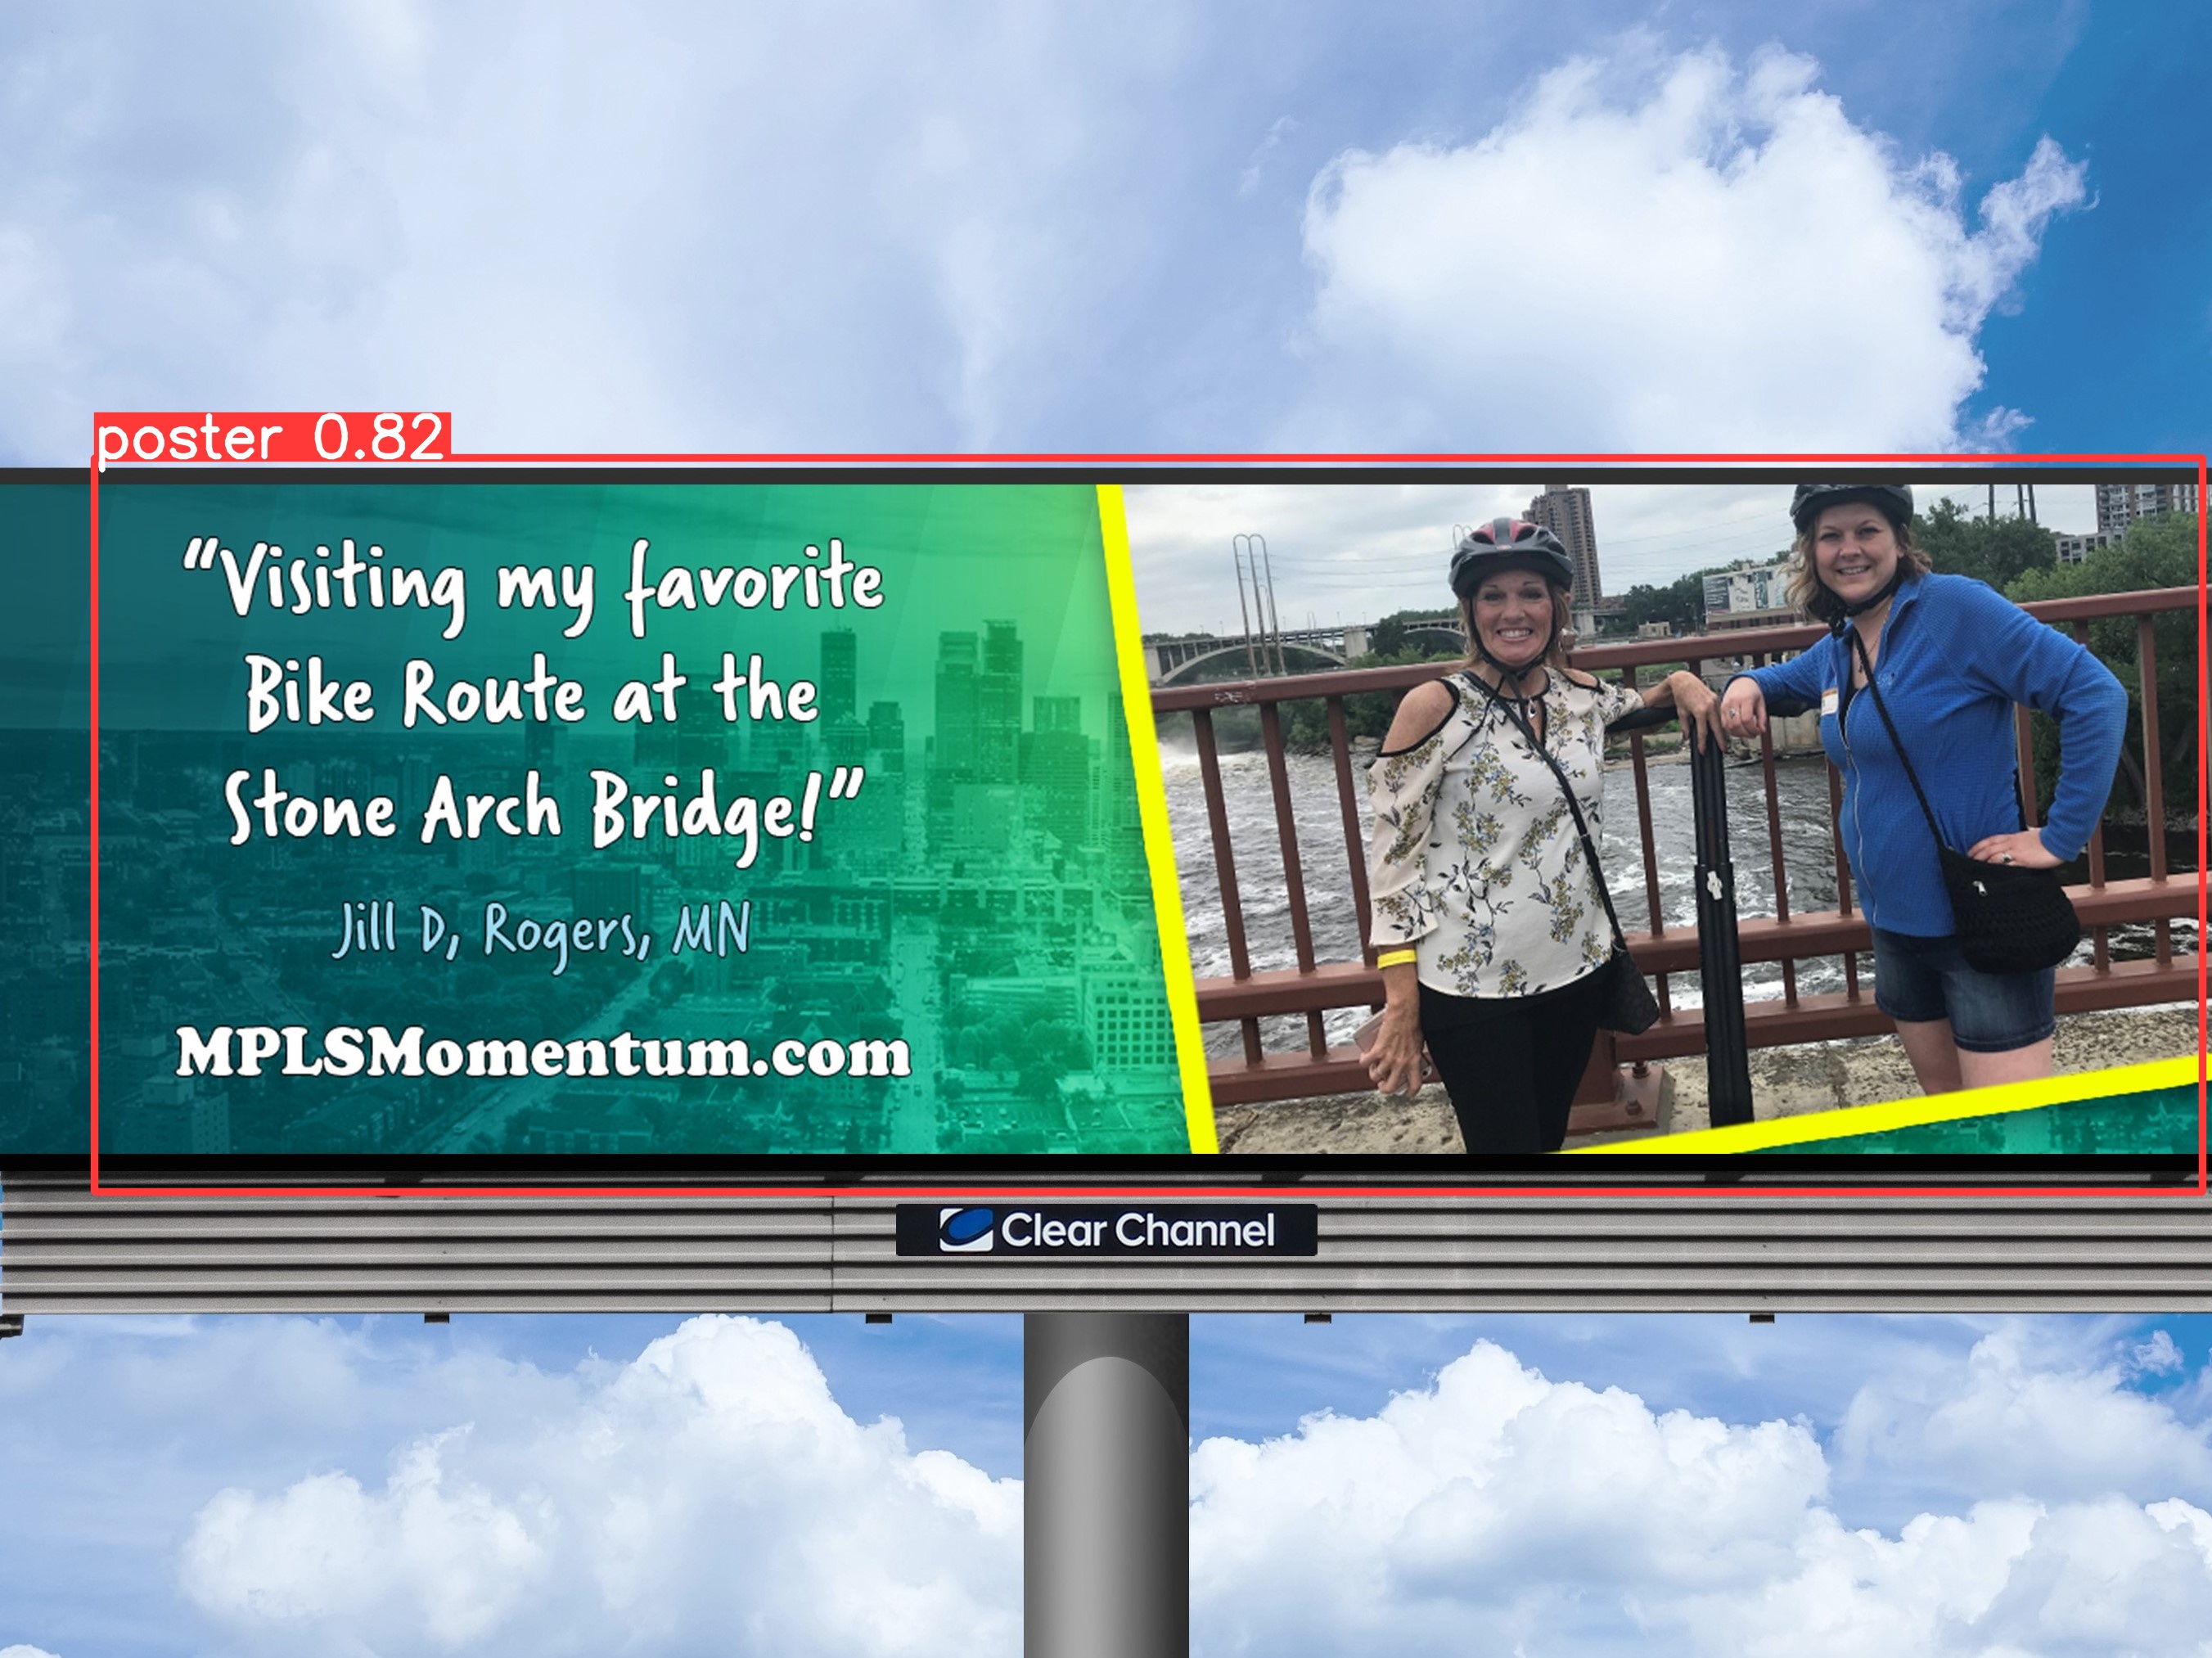 poster 0.82
“Visiting my favorite
Bike Route at the
Stone Arch Bridge!”
Jill D, Rogers, MN
MPLSMomentum.com
Clear Channel